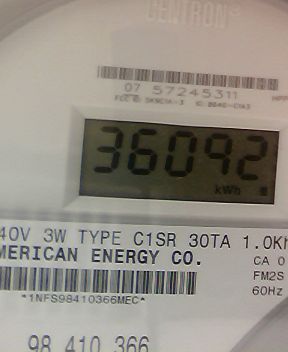 CENTRON®
07 57245311
36092
kWh
40V 3W TYPE C1SR 30TA 1.0Kh
MERICAN ENERGY CO.
CA 0
FM2S
60Hz
*1NFS98410366MEC*
98 410 366